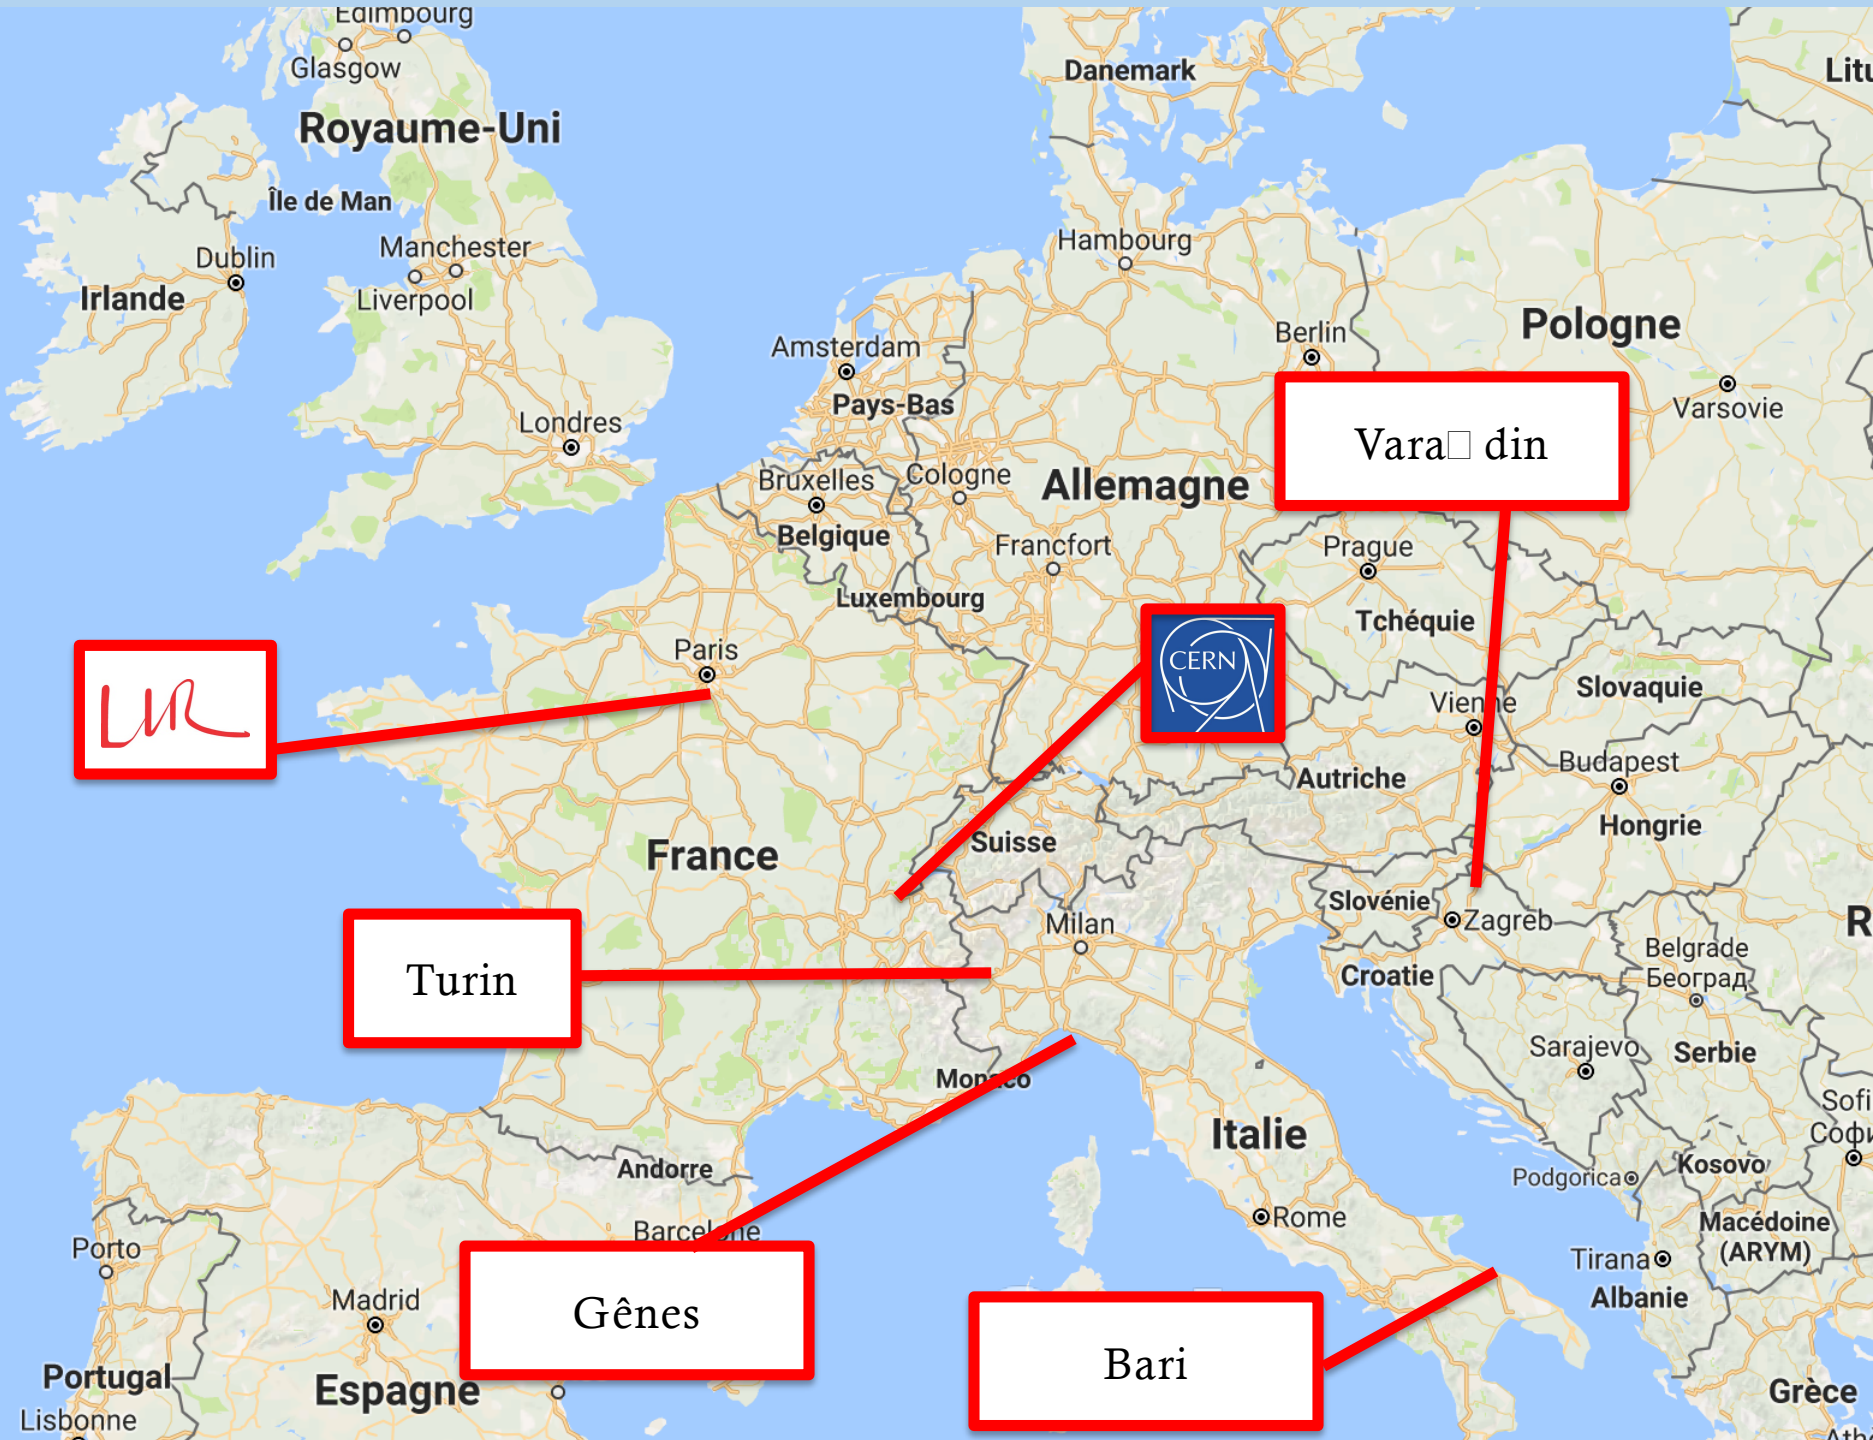 Edimbourg
Glasgow
Danemark
Royaume-Uni
Île de Man
Manchester
Dublin
Hambourg
Irlande
Liverpool
Pologne
Berlin
Amsterdam
Pays-Bas
Varsovie
Londres
Vara□ din
Bruxelles
Cologne
Allemagne
Belgique
Francfort
Prague
Luxembourg
Tchéquie
Paris
CERN
LLR
Slovaquie
Vienne
Budapest
Autriche
Hongrie
Suisse
France
Slovénie
Milan
Zagreb
Belgrade
Београд
Croatie
Turin
Sarajevo
Serbie
Monaco
Italie
Andorre
Kosovo
Podgorica
Rome
Macédoine
(ARYM)
Barcelone
Porto
Tirana
Albanie
Madrid
Gênes
Bari
Portugal
Espagne
Grèce
Lisbonne